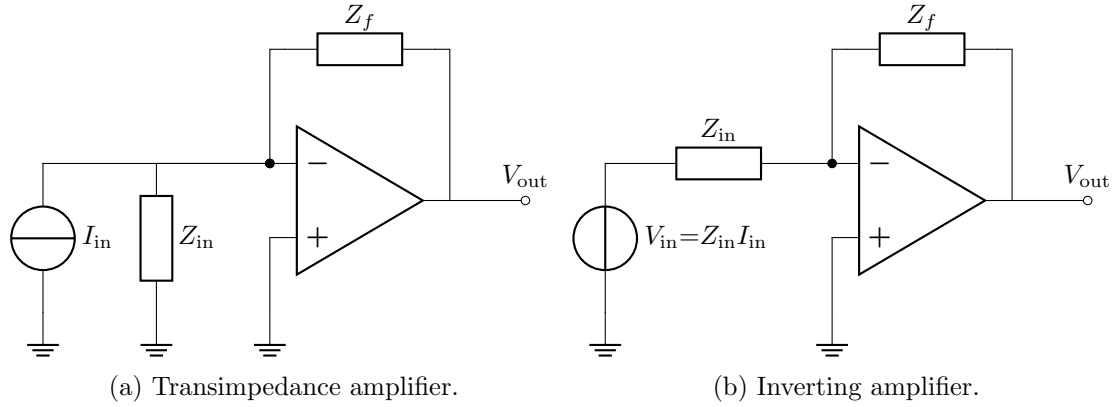 Z_f
Z_f
Z_in
−
−
V_out
V_out
I_in
Z_in
+
V_in=Z_in I_in
+
(a) Transimpedance amplifier.
(b) Inverting amplifier.